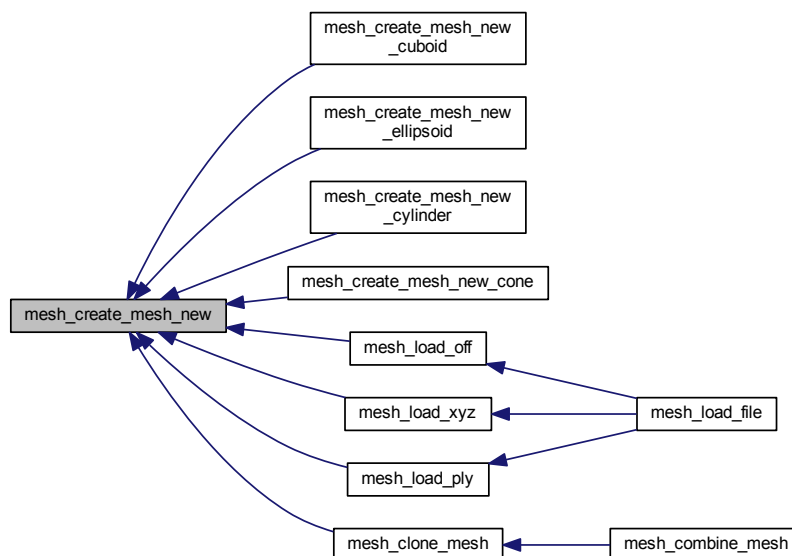 mesh_create_mesh_new
_cuboid
mesh_create_mesh_new
_ellipsoid
mesh_create_mesh_new
_cylinder
mesh_create_mesh_new_cone
mesh_create_mesh_new
mesh_load_off
mesh_load_xyz
mesh_load_file
mesh_load_ply
mesh_clone_mesh
mesh_combine_mesh